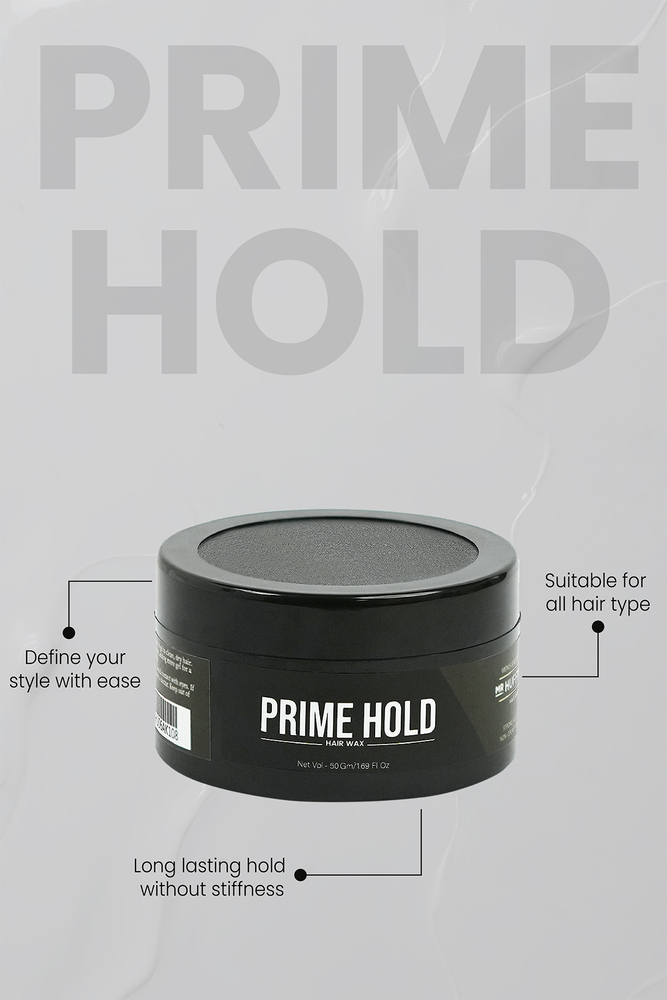 PRIME
HOLD
Suitable for
all hair type
Define your
style with ease
PRIME HOLD
HAIR WAX
Net Vol - 50 Gm/1.69 Fl Oz
MR
Long lasting hold
without stiffness